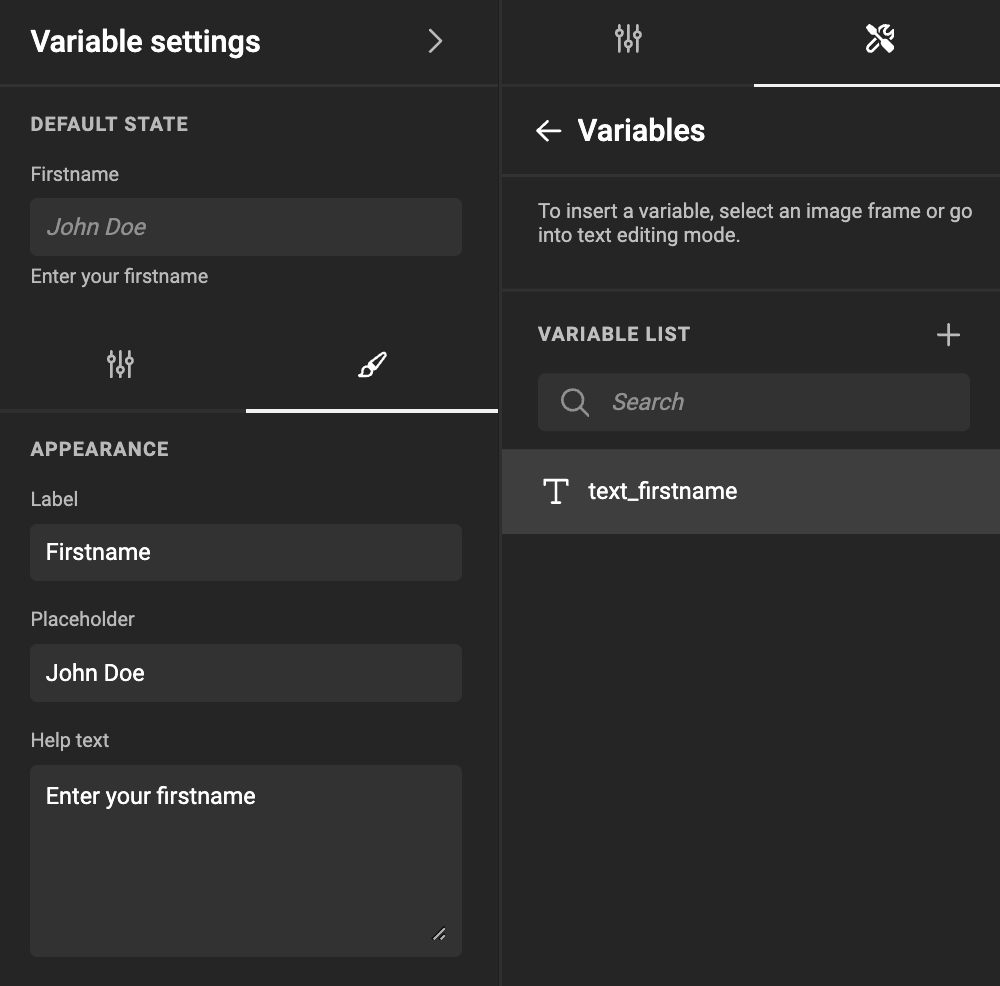 Variable settings
DEFAULT STATE
Firstname
John Doe
Enter your firstname
APPEARANCE
Label
Firstname
Placeholder
John Doe
Help text
Enter your firstname
Variables
To insert a variable, select an image frame or go
into text editing mode.
VARIABLE LIST
Search
text_firstname